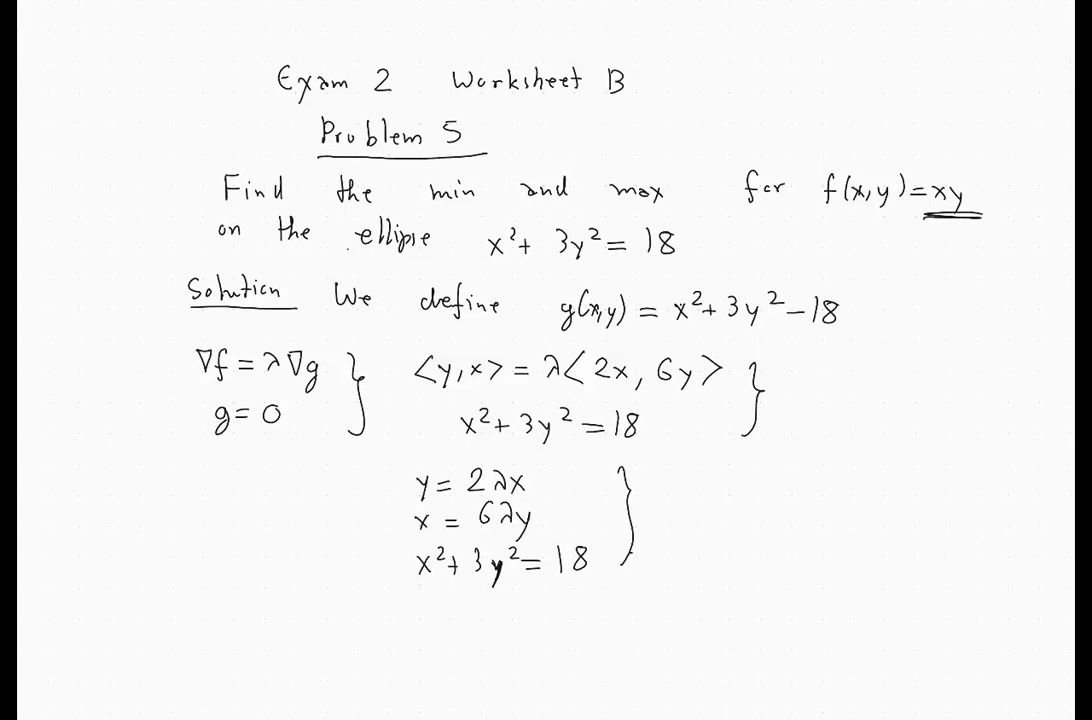 Exam 2 Worksheet B
Problem 5
Find the min and max for f(x,y)=xy
on the ellipse x²+ 3y²= 18
Solution We define g(x,y) = x²+ 3y²-18
∇f = λ∇g } <y,x> = λ< 2x, 6y> }
g= 0 x²+ 3y² =18
y= 2λx }
x = 6λy
x²+ 3y²= 18